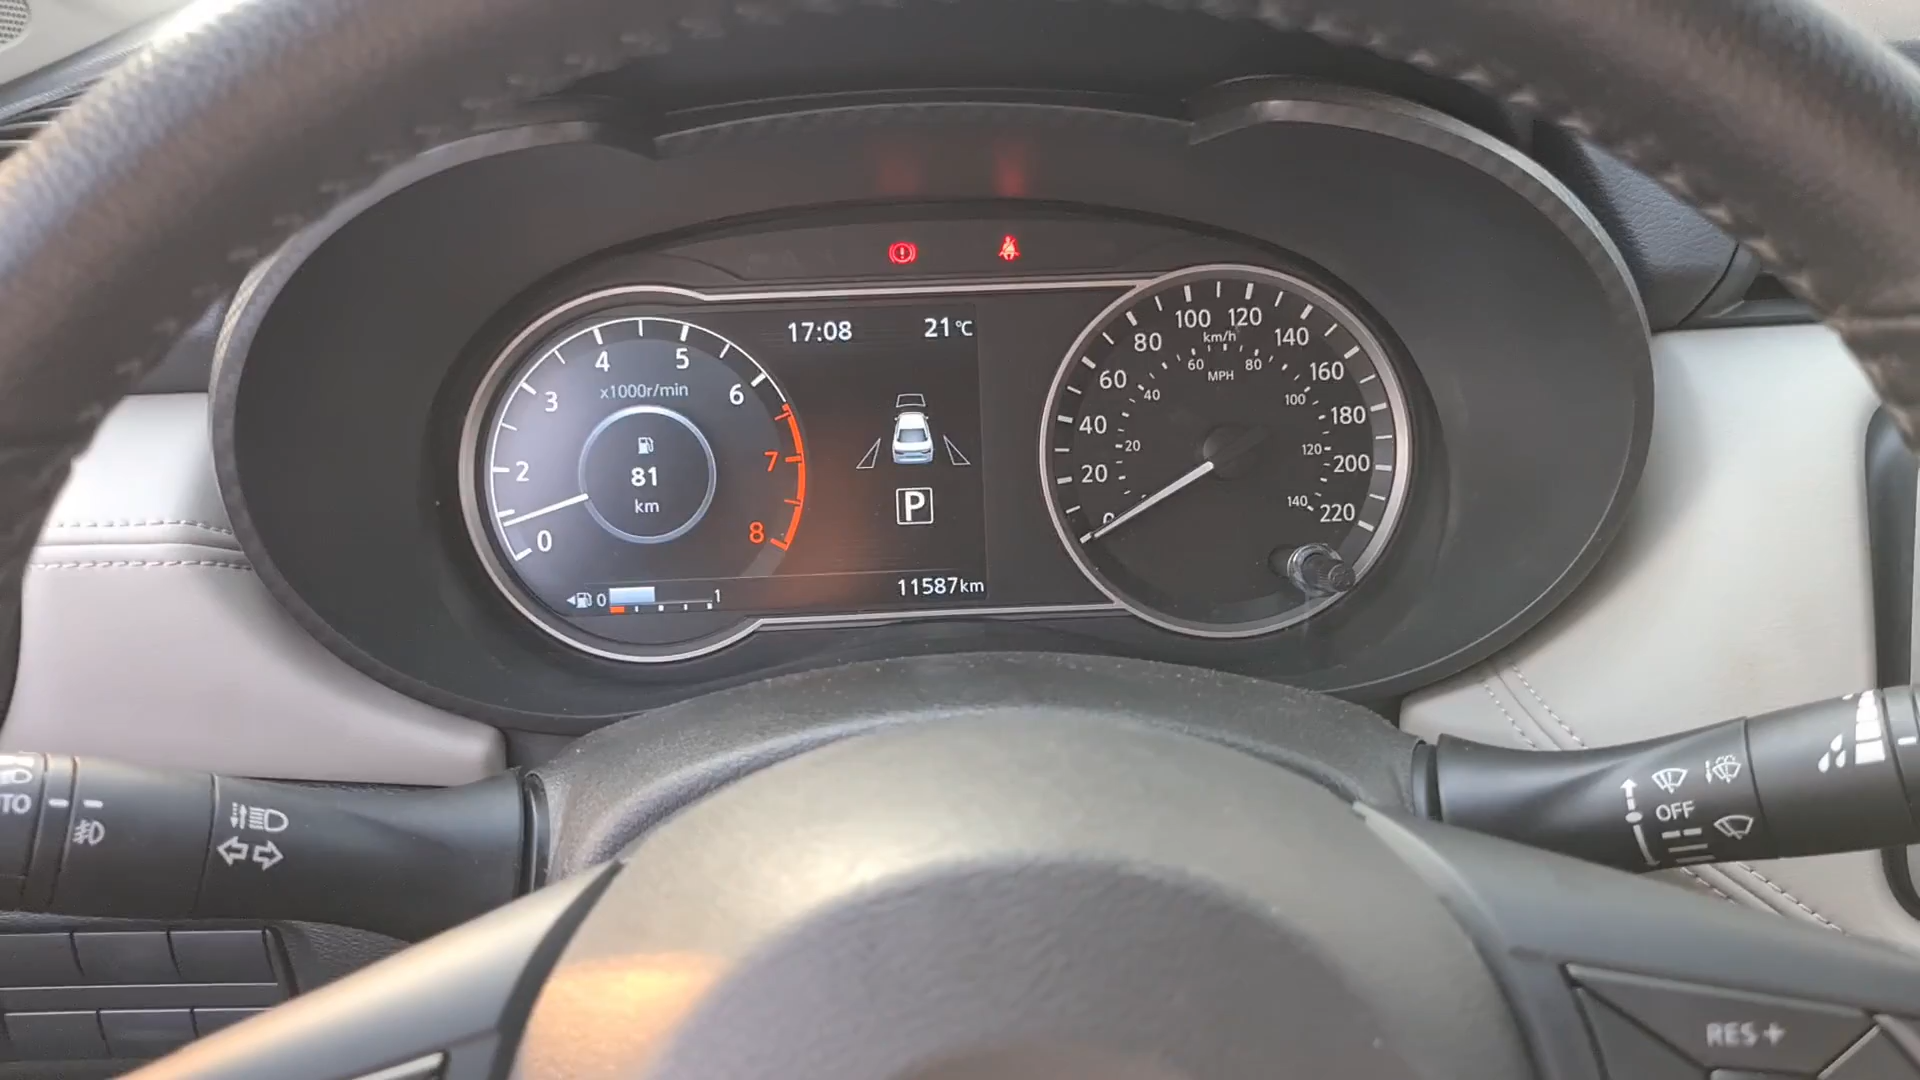 17:08 21°C
x1000r/min
0 2 3 4 5 6 7 8
81
km
P
0 1
11587km
0 20 40 60 80 100 120 140 160 180 200 220
km/h
MPH
20 40 60 80 100 120 140
OFF
RES +